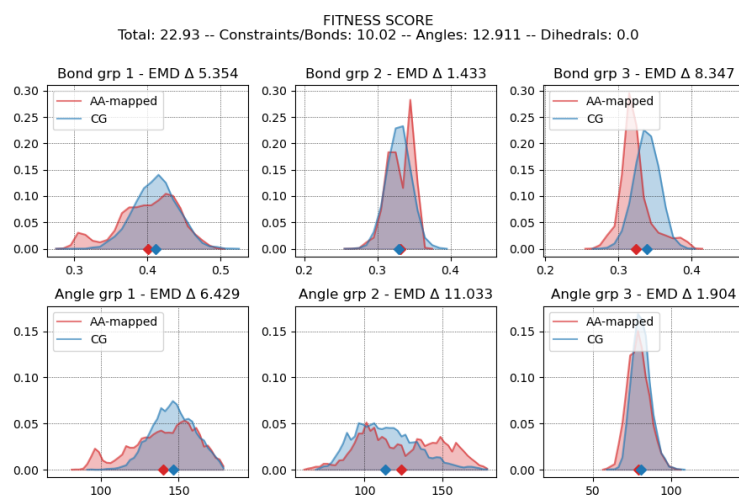 FITNESS SCORE
Total: 22.93 -- Constraints/Bonds: 10.02 -- Angles: 12.911 -- Dihedrals: 0.0
Bond grp 1 - EMD Δ 5.354
Bond grp 2 - EMD Δ 1.433
Bond grp 3 - EMD Δ 8.347
0.30
0.25
0.20
0.15
0.10
0.05
0.00
AA-mapped
CG
0.3
0.4
0.5
0.30
0.25
0.20
0.15
0.10
0.05
0.00
AA-mapped
CG
0.2
0.3
0.4
0.30
0.25
0.20
0.15
0.10
0.05
0.00
AA-mapped
CG
0.2
0.3
0.4
Angle grp 1 - EMD Δ 6.429
Angle grp 2 - EMD Δ 11.033
Angle grp 3 - EMD Δ 1.904
0.15
0.10
0.05
0.00
AA-mapped
CG
100
150
0.15
0.10
0.05
0.00
AA-mapped
CG
100
150
0.15
0.10
0.05
0.00
AA-mapped
CG
50
100